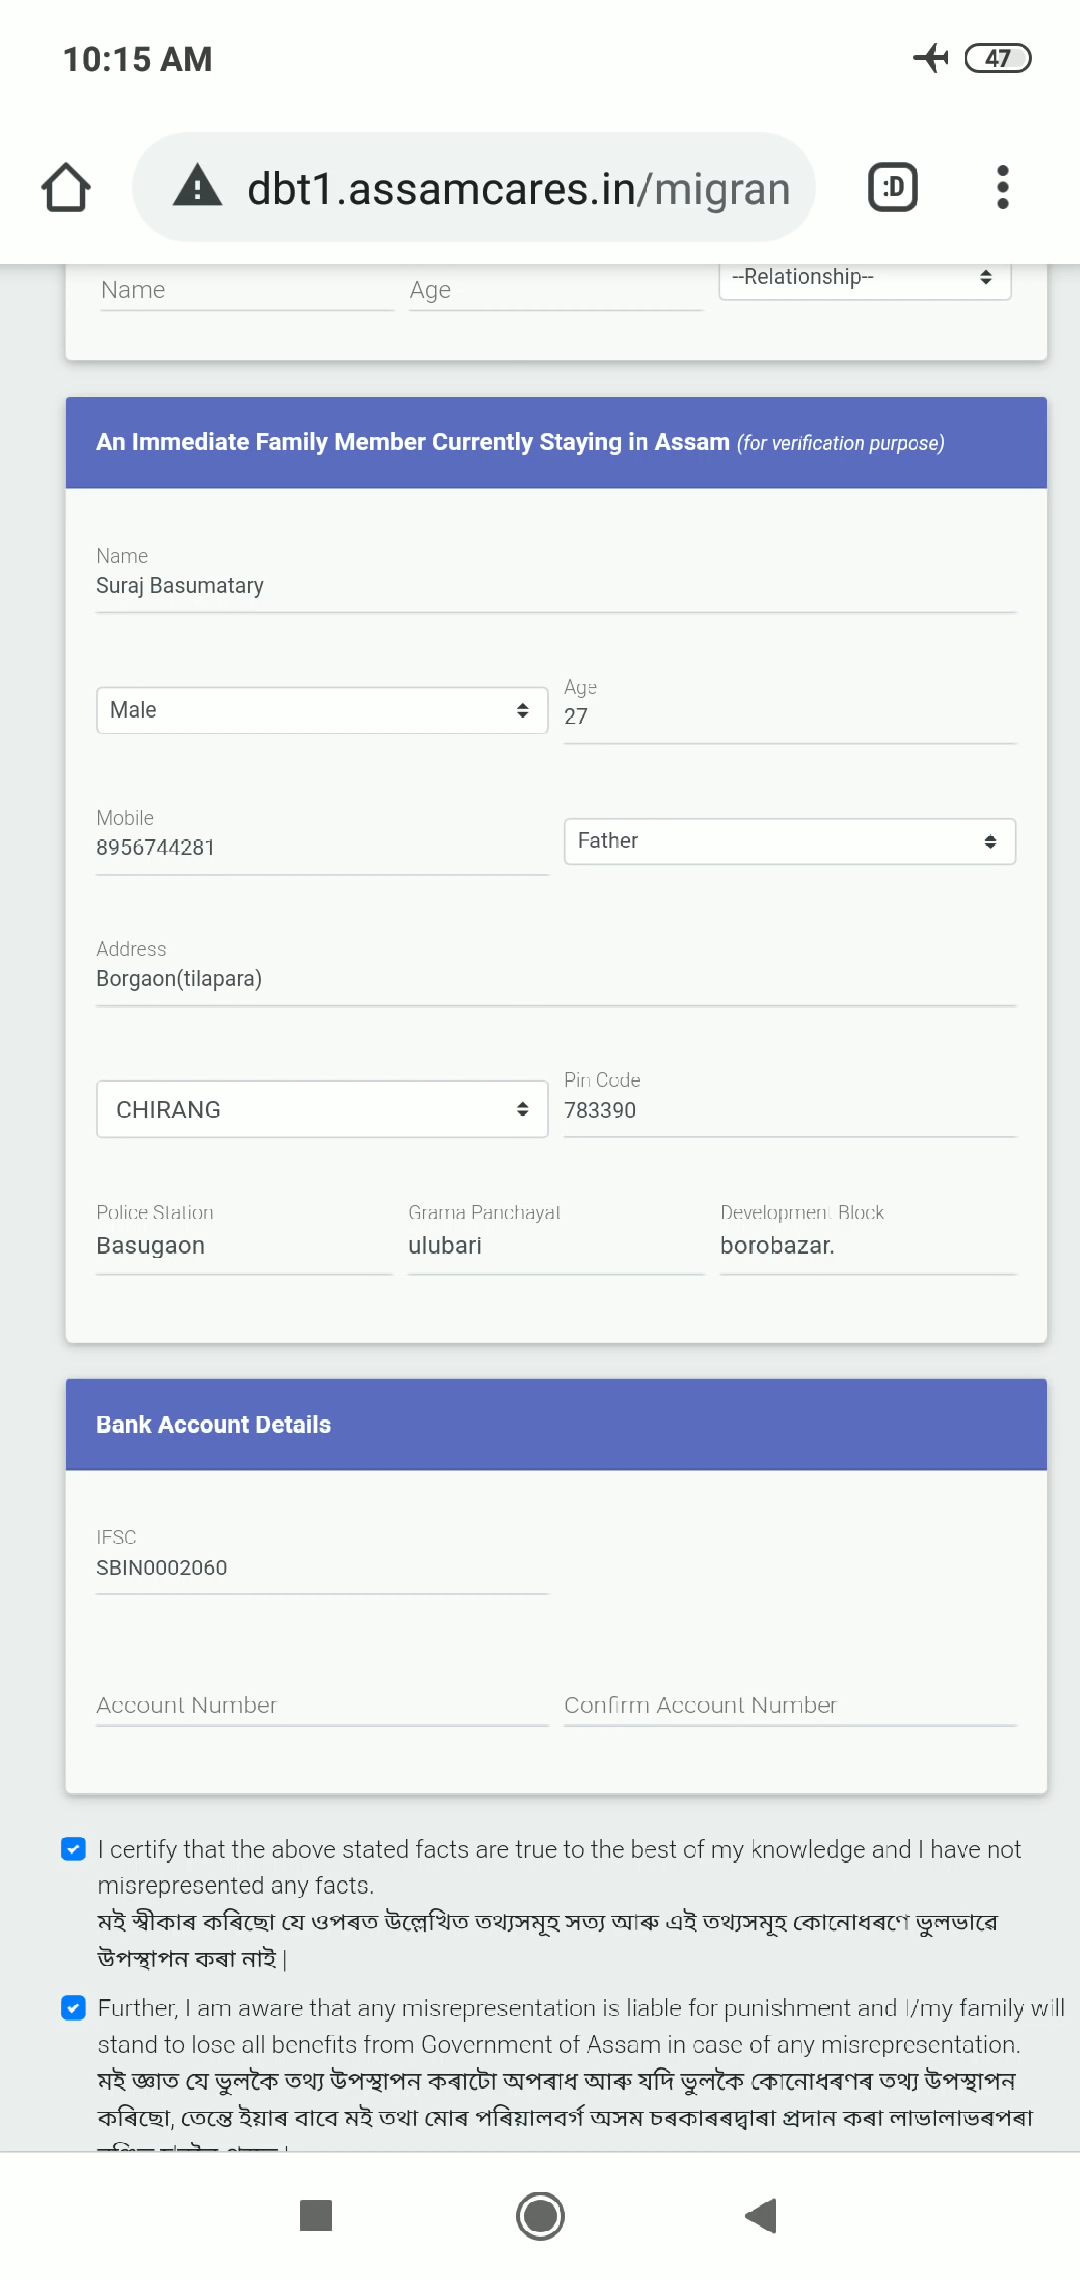 10:15 AM
47
dbt1.assamcares.in/migran
:D
Name
Age
--Relationship--
An Immediate Family Member Currently Staying in Assam (for verification purpose)
Name
Suraj Basumatary
Male
Age
27
Mobile
8956744281
Father
Address
Borgaon(tilapara)
CHIRANG
Pin Code
783390
Police Station
Grama Panchayat
Development Block
Basugaon
ulubari
borobazar.
Bank Account Details
IFSC
SBIN0002060
Account Number
Confirm Account Number
I certify that the above stated facts are true to the best of my knowledge and I have not
misrepresented any facts.
মই স্বীকাৰ কৰিছো যে ওপৰত উল্লেখিত তথ্যসমূহ সত্য আৰু এই তথ্যসমূহ কোনোধৰণে ভুলভাৱে
উপস্থাপন কৰা নাই |
Further, I am aware that any misrepresentation is liable for punishment and I/my family will
stand to lose all benefits from Government of Assam in case of any misrepresentation.
মই জ্ঞাত যে ভুলকৈ তথ্য উপস্থাপন কৰাটো অপৰাধ আৰু যদি ভুলকৈ কোনোধৰণৰ তথ্য উপস্থাপন
কৰিছো, তেন্তে ইয়াৰ বাবে মই তথা মোৰ পৰিয়ালবৰ্গ অসম চৰকাৰৰদ্বাৰা প্ৰদান কৰা লাভালাভৰপৰা